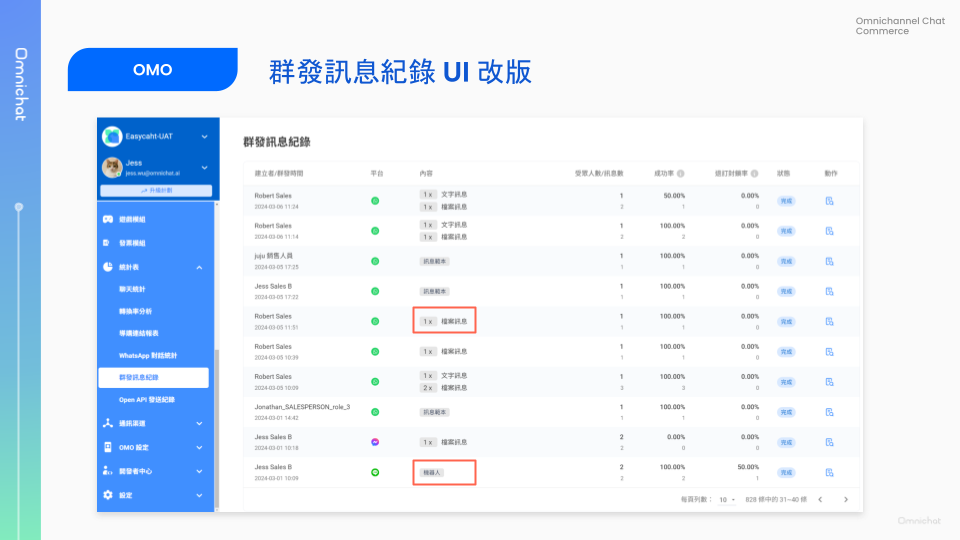 Omnichat
Omnichannel Chat
Commerce
OMO
群發訊息紀錄 UI 改版
Easycaht-UAT
Jess
jess.wu@omnichat.ai
升級計劃
遊戲模組
發票模組
統計表
聊天統計
轉換率分析
導購連結報表
WhatsApp 對話統計
群發訊息紀錄
Open API 發送紀錄
通訊渠道
OMO 設定
開發者中心
設定
群發訊息紀錄
建立者/群發時間 平台 內容 受眾人數/訊息數 成功率 退訂封鎖率 狀態 動作
Robert Sales 1 x 文字訊息 1 50.00% 0.00% 完成
2024-03-06 11:24 1 x 檔案訊息 2 1 0
Robert Sales 1 x 文字訊息 1 100.00% 0.00% 完成
2024-03-06 11:14 1 x 檔案訊息 2 2 0
juju 銷售人員 訊息範本 1 100.00% 0.00% 完成
2024-03-05 17:25 1 1 0
Jess Sales B 訊息範本 1 100.00% 0.00% 完成
2024-03-05 17:22 1 1 0
Robert Sales 1 x 檔案訊息 1 100.00% 0.00% 完成
2024-03-05 11:51 1 1 0
Robert Sales 1 x 檔案訊息 1 100.00% 0.00% 完成
2024-03-05 10:39 1 1 0
Robert Sales 1 x 文字訊息 1 100.00% 0.00% 完成
2024-03-05 10:09 2 x 檔案訊息 3 3 0
Jonathan_SALESPERSON_role_3 訊息範本 1 100.00% 0.00% 完成
2024-03-01 14:42 1 1 0
Jess Sales B 1 x 檔案訊息 2 0.00% 0.00% 完成
2024-03-01 10:18 2 0 0
Jess Sales B 機器人 2 100.00% 50.00% 完成
2024-03-01 10:09 2 2 1
每頁列數： 10 828 條中的 31–40 條
Omnichat